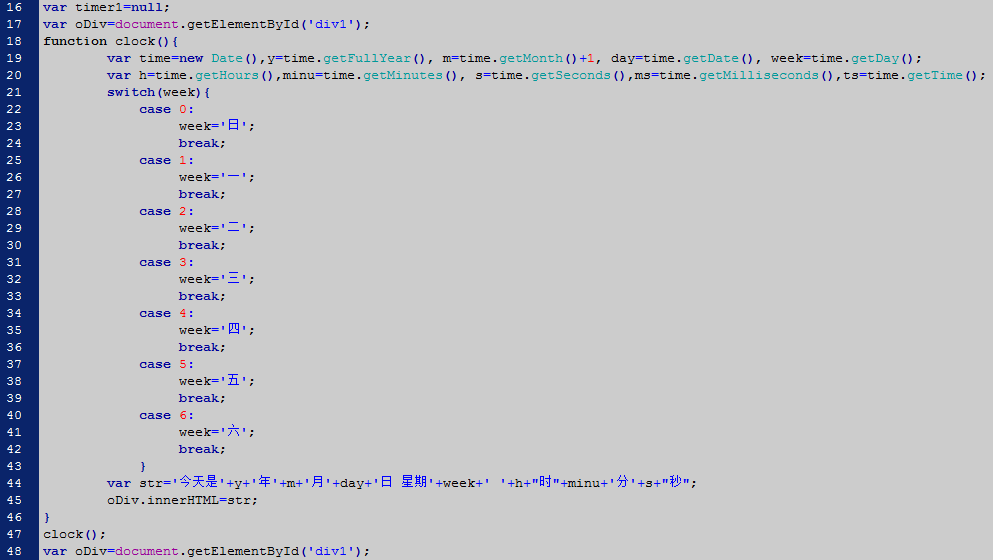 16 var timer1=null;
17 var oDiv=document.getElementById('div1');
18 function clock(){
19 var time=new Date(),y=time.getFullYear(), m=time.getMonth()+1, day=time.getDate(), week=time.getDay();
20 var h=time.getHours(),minu=time.getMinutes(), s=time.getSeconds(),ms=time.getMilliseconds(),ts=time.getTime();
21 switch(week){
22 case 0:
23 week='日';
24 break;
25 case 1:
26 week='一';
27 break;
28 case 2:
29 week='二';
30 break;
31 case 3:
32 week='三';
33 break;
34 case 4:
35 week='四';
36 break;
37 case 5:
38 week='五';
39 break;
40 case 6:
41 week='六';
42 break;
43 }
44 var str='今天是'+y+'年'+m+'月'+day+'日 星期'+week+' '+h+"时"+minu+'分'+s+"秒";
45 oDiv.innerHTML=str;
46 }
47 clock();
48 var oDiv=document.getElementById('div1');